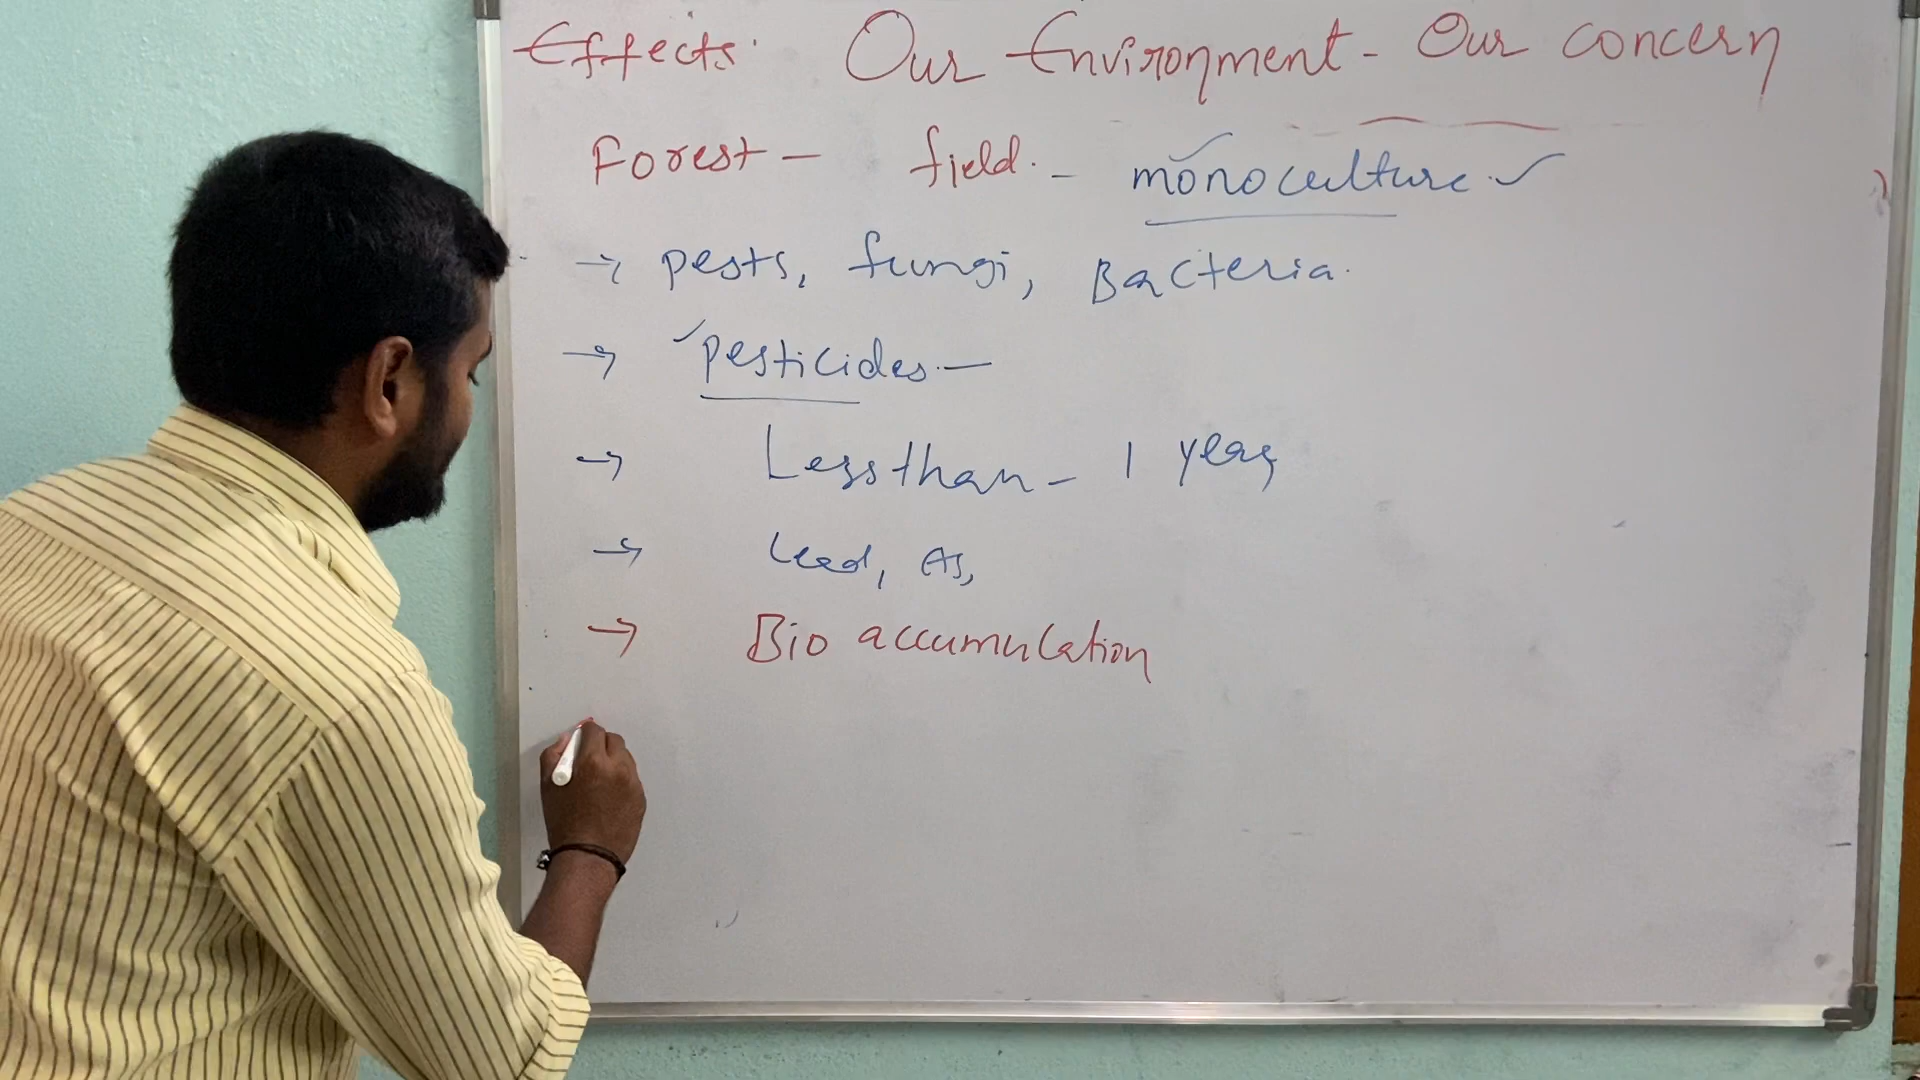 Effects. Our Environment - Our concern
Forest - field. - monoculture.
→ pests, fungi, Bacteria.
→ pesticides. -
→ Less than - 1 year
→ Lead, As,
→ Bio accumulation